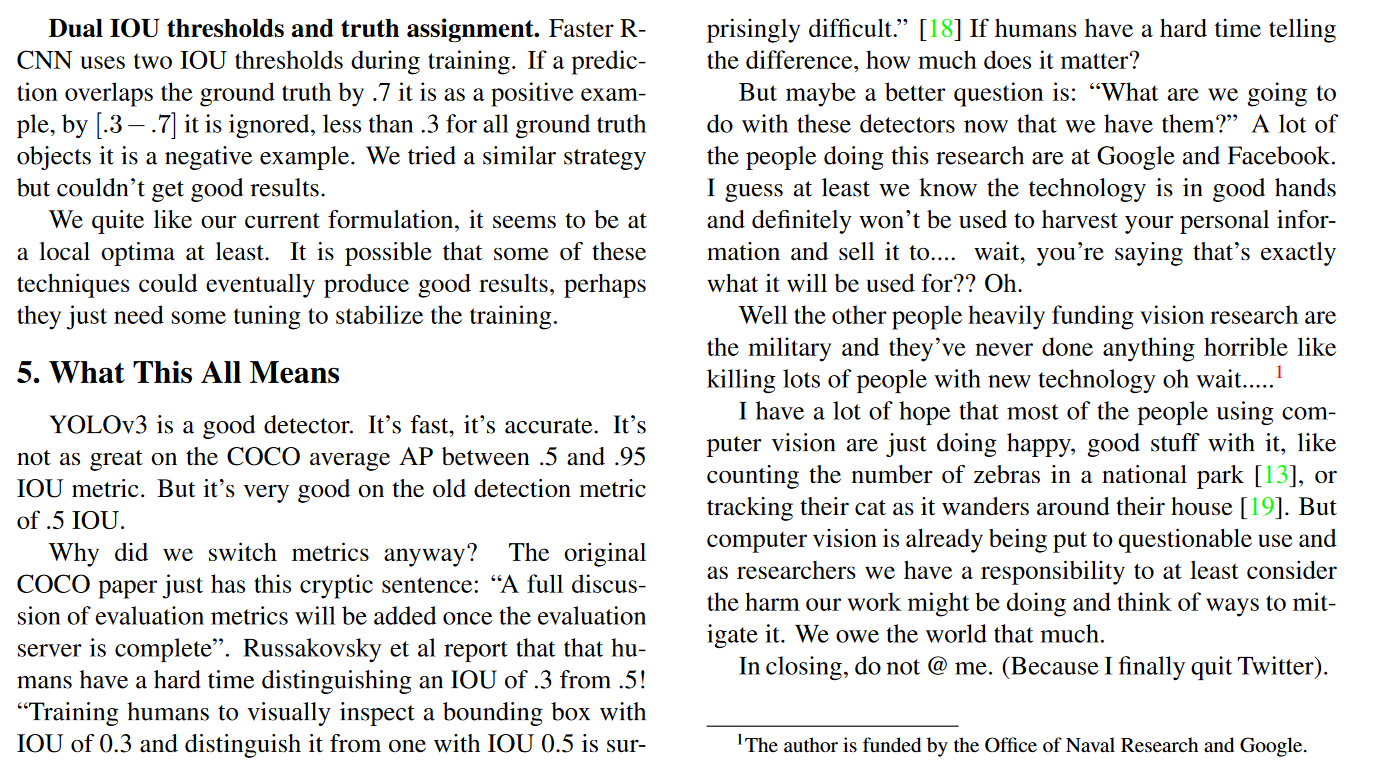 Dual IOU thresholds and truth assignment. Faster R-
CNN uses two IOU thresholds during training. If a predic-
tion overlaps the ground truth by .7 it is as a positive exam-
ple, by [.3 − .7] it is ignored, less than .3 for all ground truth
objects it is a negative example. We tried a similar strategy
but couldn’t get good results.
We quite like our current formulation, it seems to be at
a local optima at least. It is possible that some of these
techniques could eventually produce good results, perhaps
they just need some tuning to stabilize the training.
5. What This All Means
YOLOv3 is a good detector. It’s fast, it’s accurate. It’s
not as great on the COCO average AP between .5 and .95
IOU metric. But it’s very good on the old detection metric
of .5 IOU.
Why did we switch metrics anyway? The original
COCO paper just has this cryptic sentence: “A full discus-
sion of evaluation metrics will be added once the evaluation
server is complete”. Russakovsky et al report that that hu-
mans have a hard time distinguishing an IOU of .3 from .5!
“Training humans to visually inspect a bounding box with
IOU of 0.3 and distinguish it from one with IOU 0.5 is sur-
prisingly difficult.” [18] If humans have a hard time telling
the difference, how much does it matter?
But maybe a better question is: “What are we going to
do with these detectors now that we have them?” A lot of
the people doing this research are at Google and Facebook.
I guess at least we know the technology is in good hands
and definitely won’t be used to harvest your personal infor-
mation and sell it to.... wait, you’re saying that’s exactly
what it will be used for?? Oh.
Well the other people heavily funding vision research are
the military and they’ve never done anything horrible like
killing lots of people with new technology oh wait.....1
I have a lot of hope that most of the people using com-
puter vision are just doing happy, good stuff with it, like
counting the number of zebras in a national park [13], or
tracking their cat as it wanders around their house [19]. But
computer vision is already being put to questionable use and
as researchers we have a responsibility to at least consider
the harm our work might be doing and think of ways to mit-
igate it. We owe the world that much.
In closing, do not @ me. (Because I finally quit Twitter).
1The author is funded by the Office of Naval Research and Google.